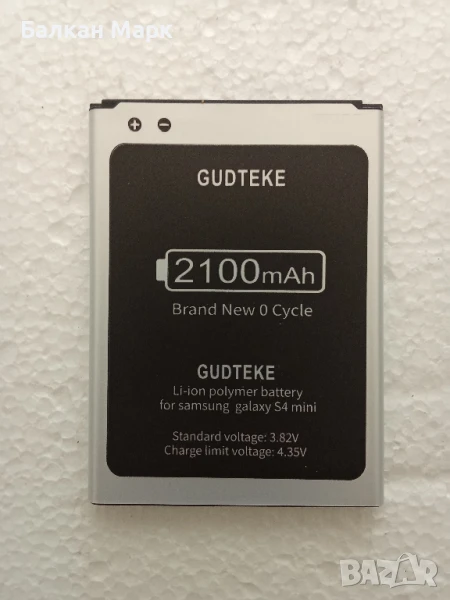 Балкан Марк
GUDTEKE
2100mAh
Brand New 0 Cycle
GUDTEKE
Li-ion polymer battery
for samsung galaxy S4 mini
Standard voltage: 3.82V
Charge limit voltage: 4.35V
BAZAR